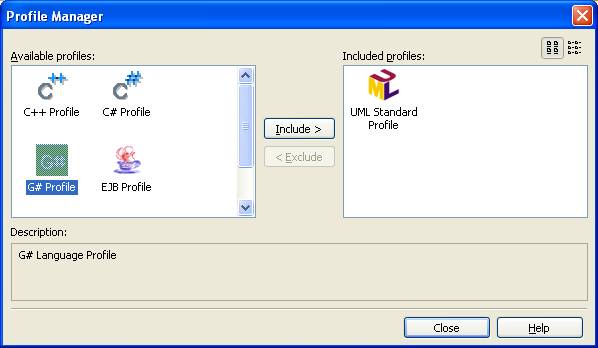 Profile Manager
Available profiles:
Included profiles:
C++ Profile
C# Profile
UML Standard
Profile
Include >
< Exclude
G#
G# Profile
EJB Profile
Description:
G# Language Profile
Close
Help